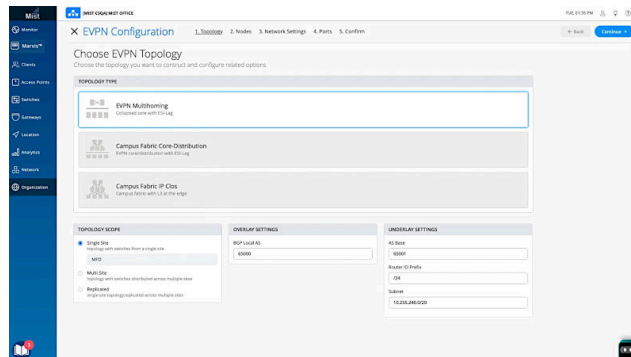 Mist
[MIST CSQA] MIST OFFICE
TUE, 01:36 PM
EVPN Configuration
1. Topology 2. Nodes 3. Network Settings 4. Ports 5. Confirm
← Back
Continue →
Monitor
Marvis™
Clients
Access Points
Switches
Gateways
Location
Analytics
Network
Organization
Choose EVPN Topology
Choose the topology you want to contruct and configure related options
TOPOLOGY TYPE
EVPN Multihoming
Collapsed core with ESI-Lag
Campus Fabric Core-Distribution
EVPN core/distribution with ESI-Lag
Campus Fabric IP Clos
Campus fabric with L3 at the edge
TOPOLOGY SCOPE
Single Site
topology with switches from a single site
MFD
Multi Site
topology with switches distributed across multiple sites
Replicated
single site topology replicated across multiple sites
OVERLAY SETTINGS
BGP Local AS
65000
UNDERLAY SETTINGS
AS Base
65001
Router ID Prefix
/24
Subnet
10.255.240.0/20